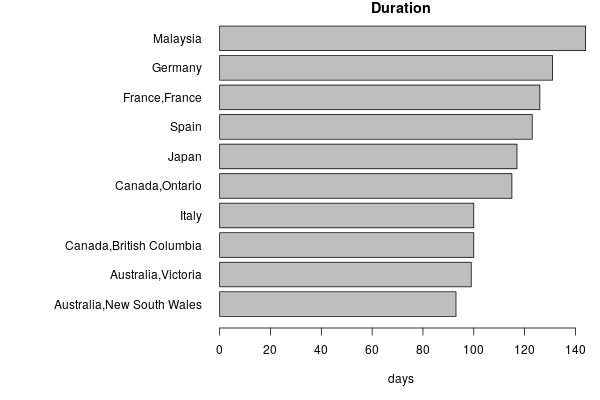 Duration
Malaysia
Germany
France,France
Spain
Japan
Canada,Ontario
Italy
Canada,British Columbia
Australia,Victoria
Australia,New South Wales
0 20 40 60 80 100 120 140
days